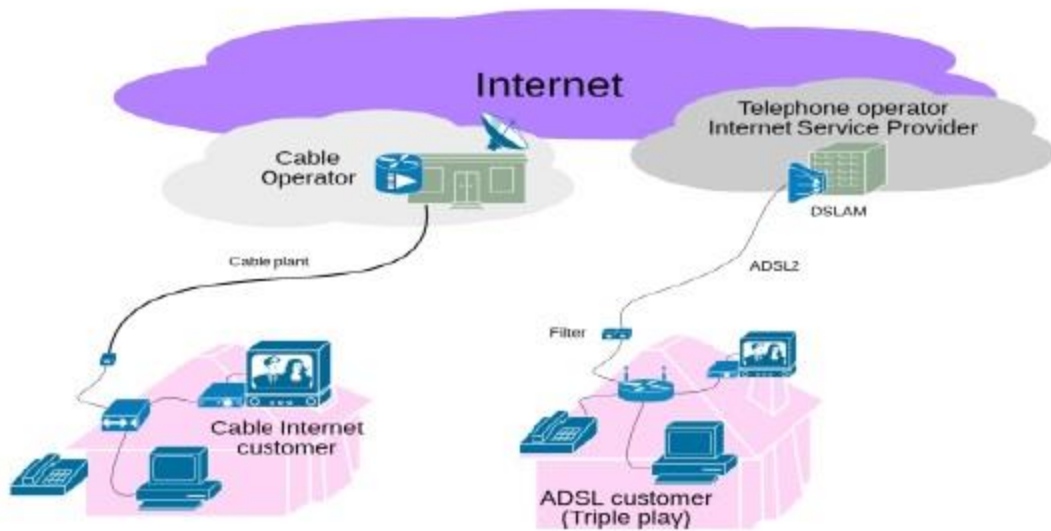 Internet
Telephone operator
Internet Service Provider
Cable
Operator
DSLAM
Cable plant
ADSL2
Filter
Cable Internet
customer
ADSL customer
(Triple play)